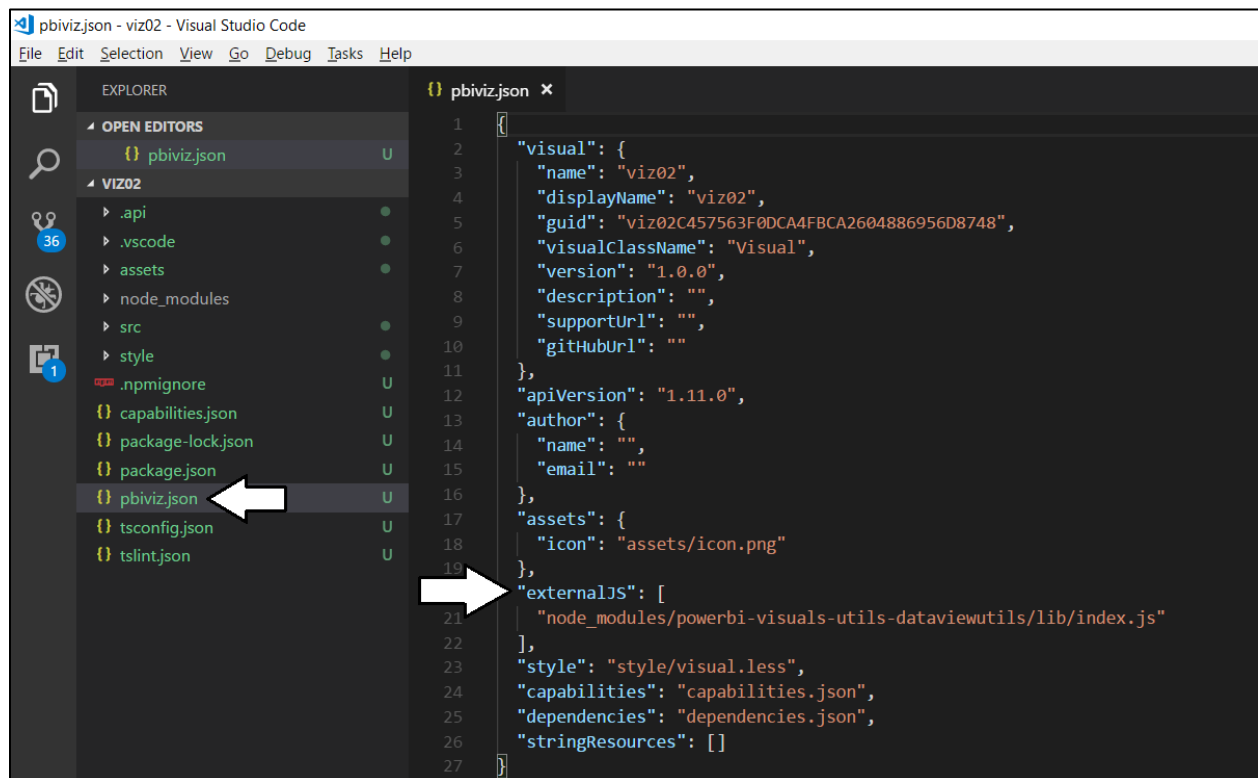 pbiviz.json - viz02 - Visual Studio Code
File Edit Selection View Go Debug Tasks Help
EXPLORER
OPEN EDITORS
{} pbiviz.json U
VIZ02
.api
36
.vscode
assets
node_modules
src
style
1
npm .npmignore U
{} capabilities.json U
{} package-lock.json U
{} package.json U
{} pbiviz.json U
{} tsconfig.json U
{} tslint.json U
{} pbiviz.json ×
1 {
2 "visual": {
3 "name": "viz02",
4 "displayName": "viz02",
5 "guid": "viz02C457563F0DCA4FBCA2604886956D8748",
6 "visualClassName": "Visual",
7 "version": "1.0.0",
8 "description": "",
9 "supportUrl": "",
10 "gitHubUrl": ""
11 },
12 "apiVersion": "1.11.0",
13 "author": {
14 "name": "",
15 "email": ""
16 },
17 "assets": {
18 "icon": "assets/icon.png"
19 },
"externalJS": [
21 "node_modules/powerbi-visuals-utils-dataviewutils/lib/index.js"
22 ],
23 "style": "style/visual.less",
24 "capabilities": "capabilities.json",
25 "dependencies": "dependencies.json",
26 "stringResources": []
27 }